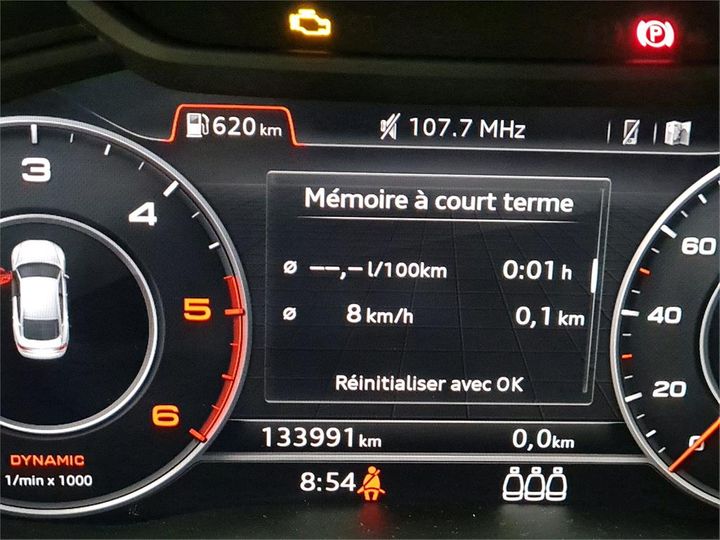 P
620 km
107.7 MHz
Mémoire à court terme
ø --,- l/100km 0:01 h
ø 8 km/h 0,1 km
Réinitialiser avec OK
3
4
5
6
DYNAMIC
1/min x 1000
60
40
20
0
133991 km 0,0 km
8:54